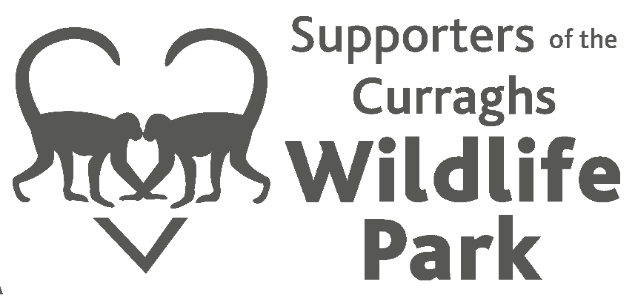 Supporters of the
Curraghs
Wildlife
Park